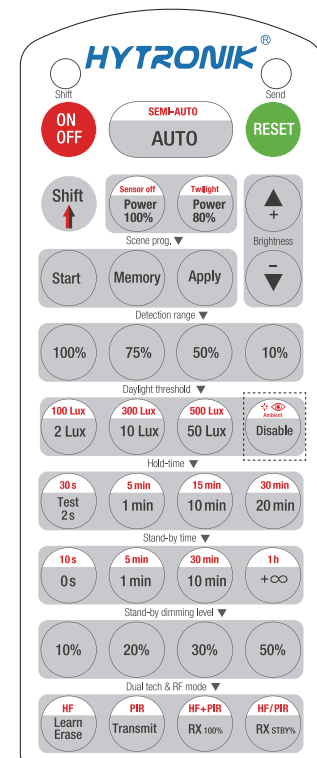 HYTRONIK®
Shift
Send
ON
OFF
SEMI-AUTO
AUTO
RESET
Shift
Sensor off
Power
100%
Twilight
Power
80%
+
Scene prog. ▼
Brightness
Start
Memory
Apply
−
Detection range ▼
100%
75%
50%
10%
Daylight threshold ▼
100 Lux
2 Lux
300 Lux
10 Lux
500 Lux
50 Lux
Ambient
Disable
Hold-time ▼
30 s
Test
2 s
5 min
1 min
15 min
10 min
30 min
20 min
Stand-by time ▼
10 s
0 s
5 min
1 min
30 min
10 min
1 h
+∞
Stand-by dimming level ▼
10%
20%
30%
50%
Dual tech & RF mode ▼
HF
Learn
Erase
PIR
Transmit
HF+PIR
RX 100%
HF/PIR
RX STBY%